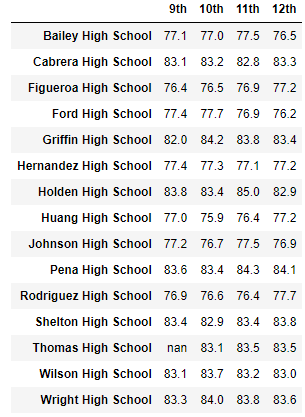 9th 10th 11th 12th
Bailey High School 77.1 77.0 77.5 76.5
Cabrera High School 83.1 83.2 82.8 83.3
Figueroa High School 76.4 76.5 76.9 77.2
Ford High School 77.4 77.7 76.9 76.2
Griffin High School 82.0 84.2 83.8 83.4
Hernandez High School 77.4 77.3 77.1 77.2
Holden High School 83.8 83.4 85.0 82.9
Huang High School 77.0 75.9 76.4 77.2
Johnson High School 77.2 76.7 77.5 76.9
Pena High School 83.6 83.4 84.3 84.1
Rodriguez High School 76.9 76.6 76.4 77.7
Shelton High School 83.4 82.9 83.4 83.8
Thomas High School nan 83.1 83.5 83.5
Wilson High School 83.1 83.7 83.2 83.0
Wright High School 83.3 84.0 83.8 83.6